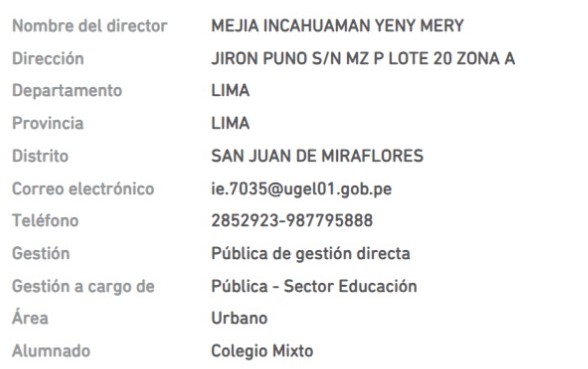 Nombre del director MEJIA INCAHUAMAN YENY MERY
Dirección JIRON PUNO S/N MZ P LOTE 20 ZONA A
Departamento LIMA
Provincia LIMA
Distrito SAN JUAN DE MIRAFLORES
Correo electrónico ie.7035@ugel01.gob.pe
Teléfono 2852923-987795888
Gestión Pública de gestión directa
Gestión a cargo de Pública - Sector Educación
Área Urbano
Alumnado Colegio Mixto